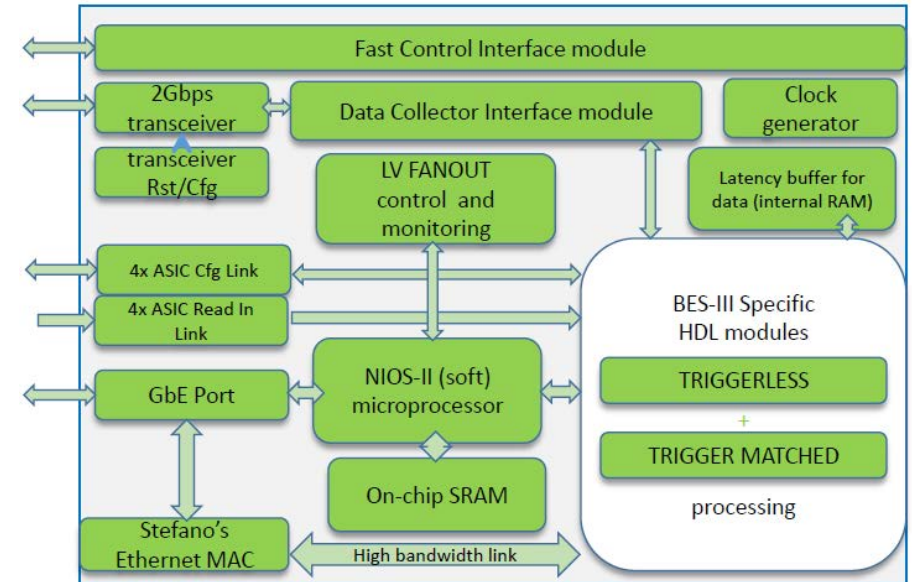 Fast Control Interface module
2Gbps
transceiver
Data Collector Interface module
Clock
generator
transceiver
Rst/Cfg
LV FANOUT
control and
monitoring
Latency buffer for
data (internal RAM)
4x ASIC Cfg Link
4x ASIC Read In
Link
BES-III Specific
HDL modules
GbE Port
NIOS-II (soft)
microprocessor
TRIGGERLESS
+
TRIGGER MATCHED
processing
On-chip SRAM
Stefano’s
Ethernet MAC
High bandwidth link